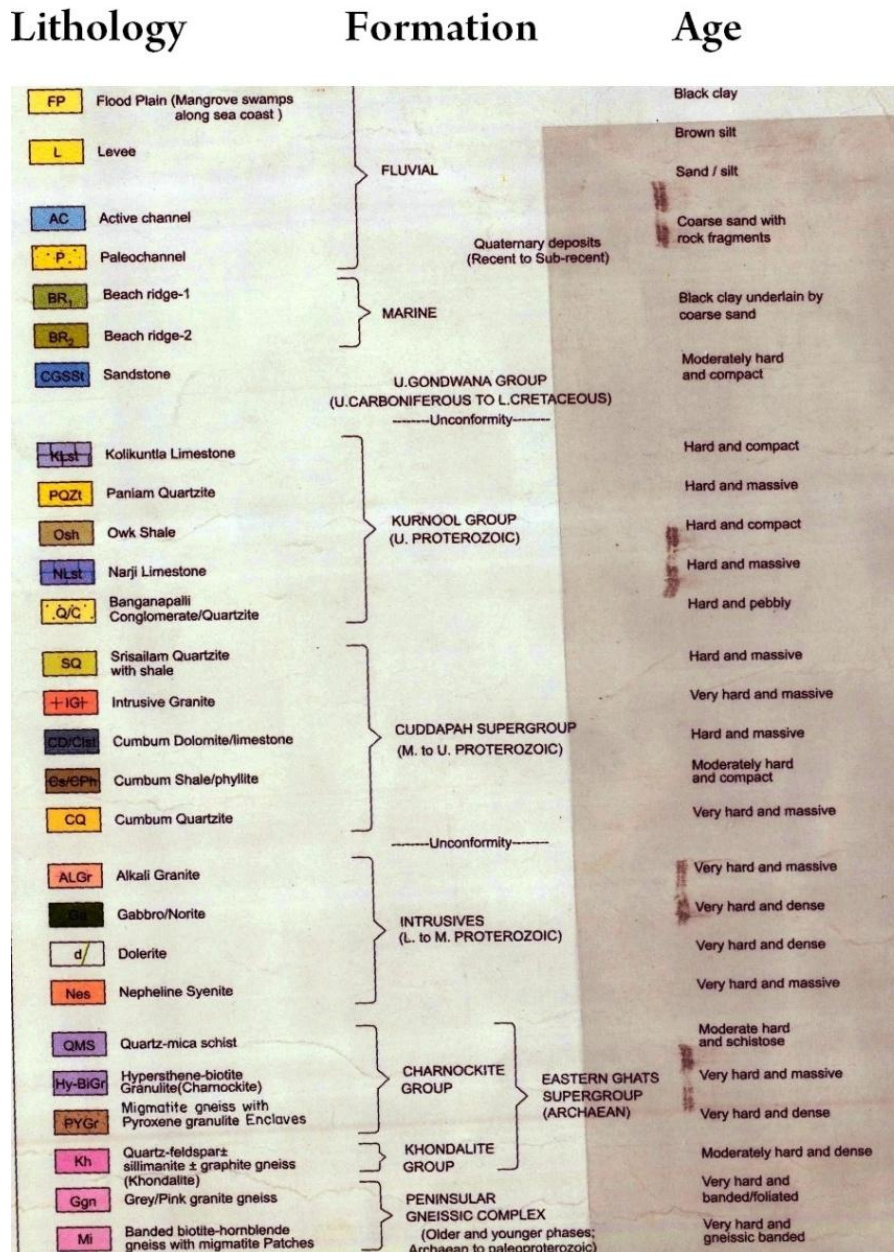 Lithology Formation Age
FP Flood Plain (Mangrove swamps
along sea coast )
Black clay
Brown silt
L Levee
FLUVIAL
Sand / silt
AC Active channel
Coarse sand with
rock fragments
Quaternary deposits
(Recent to Sub-recent)
P Paleochannel
BR1 Beach ridge-1
MARINE
Black clay underlain by
coarse sand
BR2 Beach ridge-2
CGSSt Sandstone
Moderately hard
and compact
U.GONDWANA GROUP
(U.CARBONIFEROUS TO L.CRETACEOUS)
--------Unconformity-------
KLst Kolikuntla Limestone
Hard and compact
PQZt Paniam Quartzite
Hard and massive
KURNOOL GROUP
(U. PROTEROZOIC)
Osh Owk Shale
Hard and compact
NLst Narji Limestone
Hard and massive
Q/C Banganapalli
Conglomerate/Quartzite
Hard and pebbly
SQ Srisailam Quartzite
with shale
Hard and massive
+IG+ Intrusive Granite
Very hard and massive
CUDDAPAH SUPERGROUP
(M. to U. PROTEROZOIC)
CD/Clst Cumbum Dolomite/limestone
Hard and massive
Cs/CPh Cumbum Shale/phyllite
Moderately hard
and compact
CQ Cumbum Quartzite
Very hard and massive
--------Unconformity-------
ALGr Alkali Granite
Very hard and massive
Gabbro/Norite
Very hard and dense
INTRUSIVES
(L. to M. PROTEROZOIC)
d/ Dolerite
Very hard and dense
Nes Nepheline Syenite
Very hard and massive
QMS Quartz-mica schist
Moderate hard
and schistose
Hy-BiGr Hypersthene-biotite
Granulite(Charnockite)
CHARNOCKITE
GROUP
EASTERN GHATS
SUPERGROUP
(ARCHAEAN)
Very hard and massive
PYGr Migmatite gneiss with
Pyroxene granulite Enclaves
Very hard and dense
Kh Quartz-feldspar±
sillimanite ± graphite gneiss
(Khondalite)
KHONDALITE
GROUP
Moderately hard and dense
Ggn Grey/Pink granite gneiss
Very hard and
banded/foliated
PENINSULAR
GNEISSIC COMPLEX
(Older and younger phases;
Archaean to paleoproterozoic)
Mi Banded biotite-hornblende
gneiss with migmatite Patches
Very hard and
gneissic banded